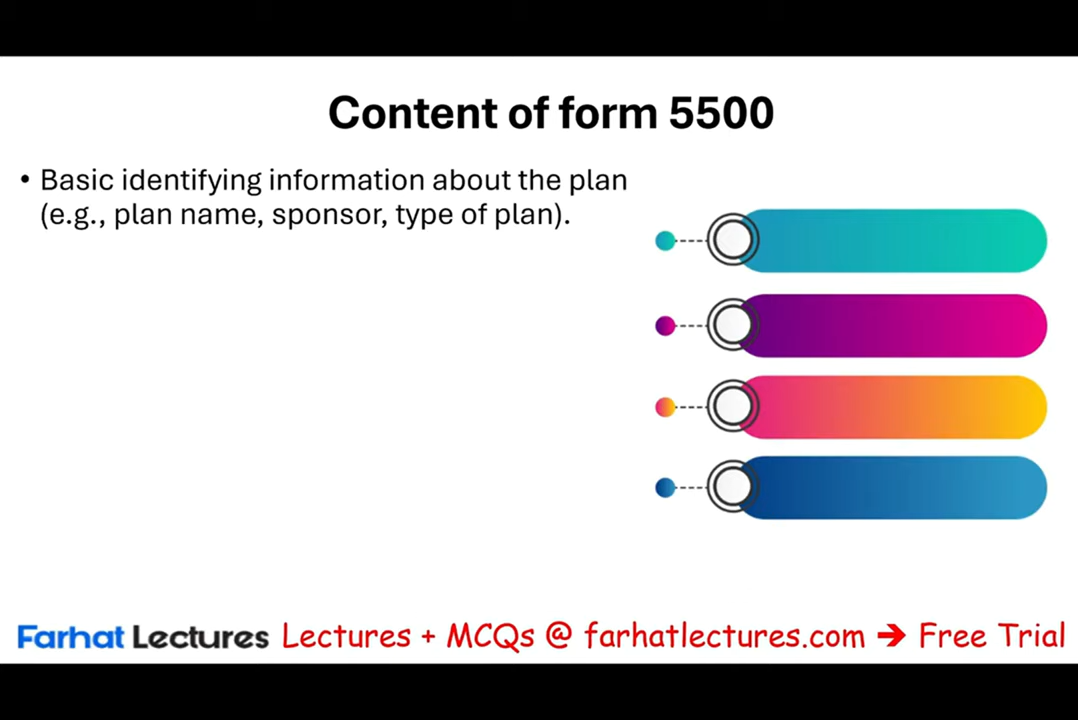 Content of form 5500
• Basic identifying information about the plan
(e.g., plan name, sponsor, type of plan).
Farhat Lectures Lectures + MCQs @ farhatlectures.com ➔ Free Trial